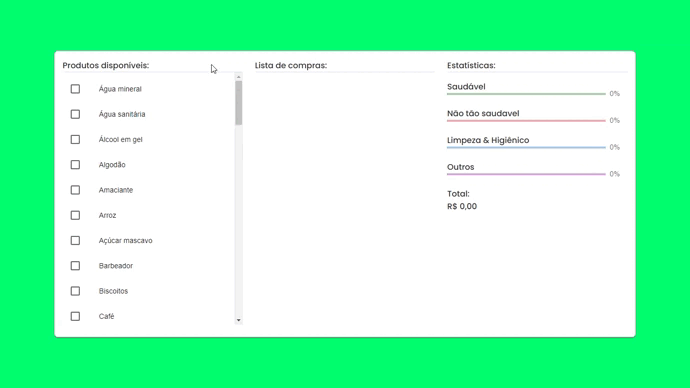 Produtos disponiveis:
Água mineral
Água sanitária
Álcool em gel
Algodão
Amaciante
Arroz
Açúcar mascavo
Barbeador
Biscoitos
Café
Lista de compras:
Estatísticas:
Saudável
0%
Não tão saudavel
0%
Limpeza & Higiênico
0%
Outros
0%
Total:
R$ 0,00